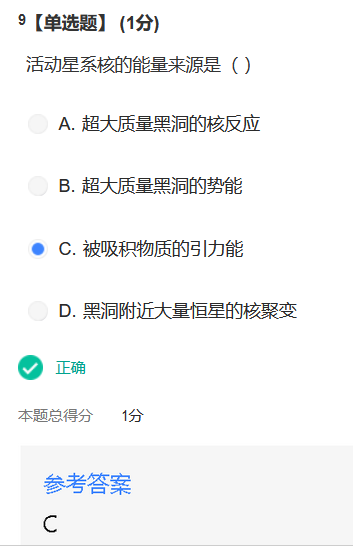 9【单选题】 (1分)
活动星系核的能量来源是（ ）
A. 超大质量黑洞的核反应
B. 超大质量黑洞的势能
C. 被吸积物质的引力能
D. 黑洞附近大量恒星的核聚变
正确
本题总得分 1分
参考答案
C